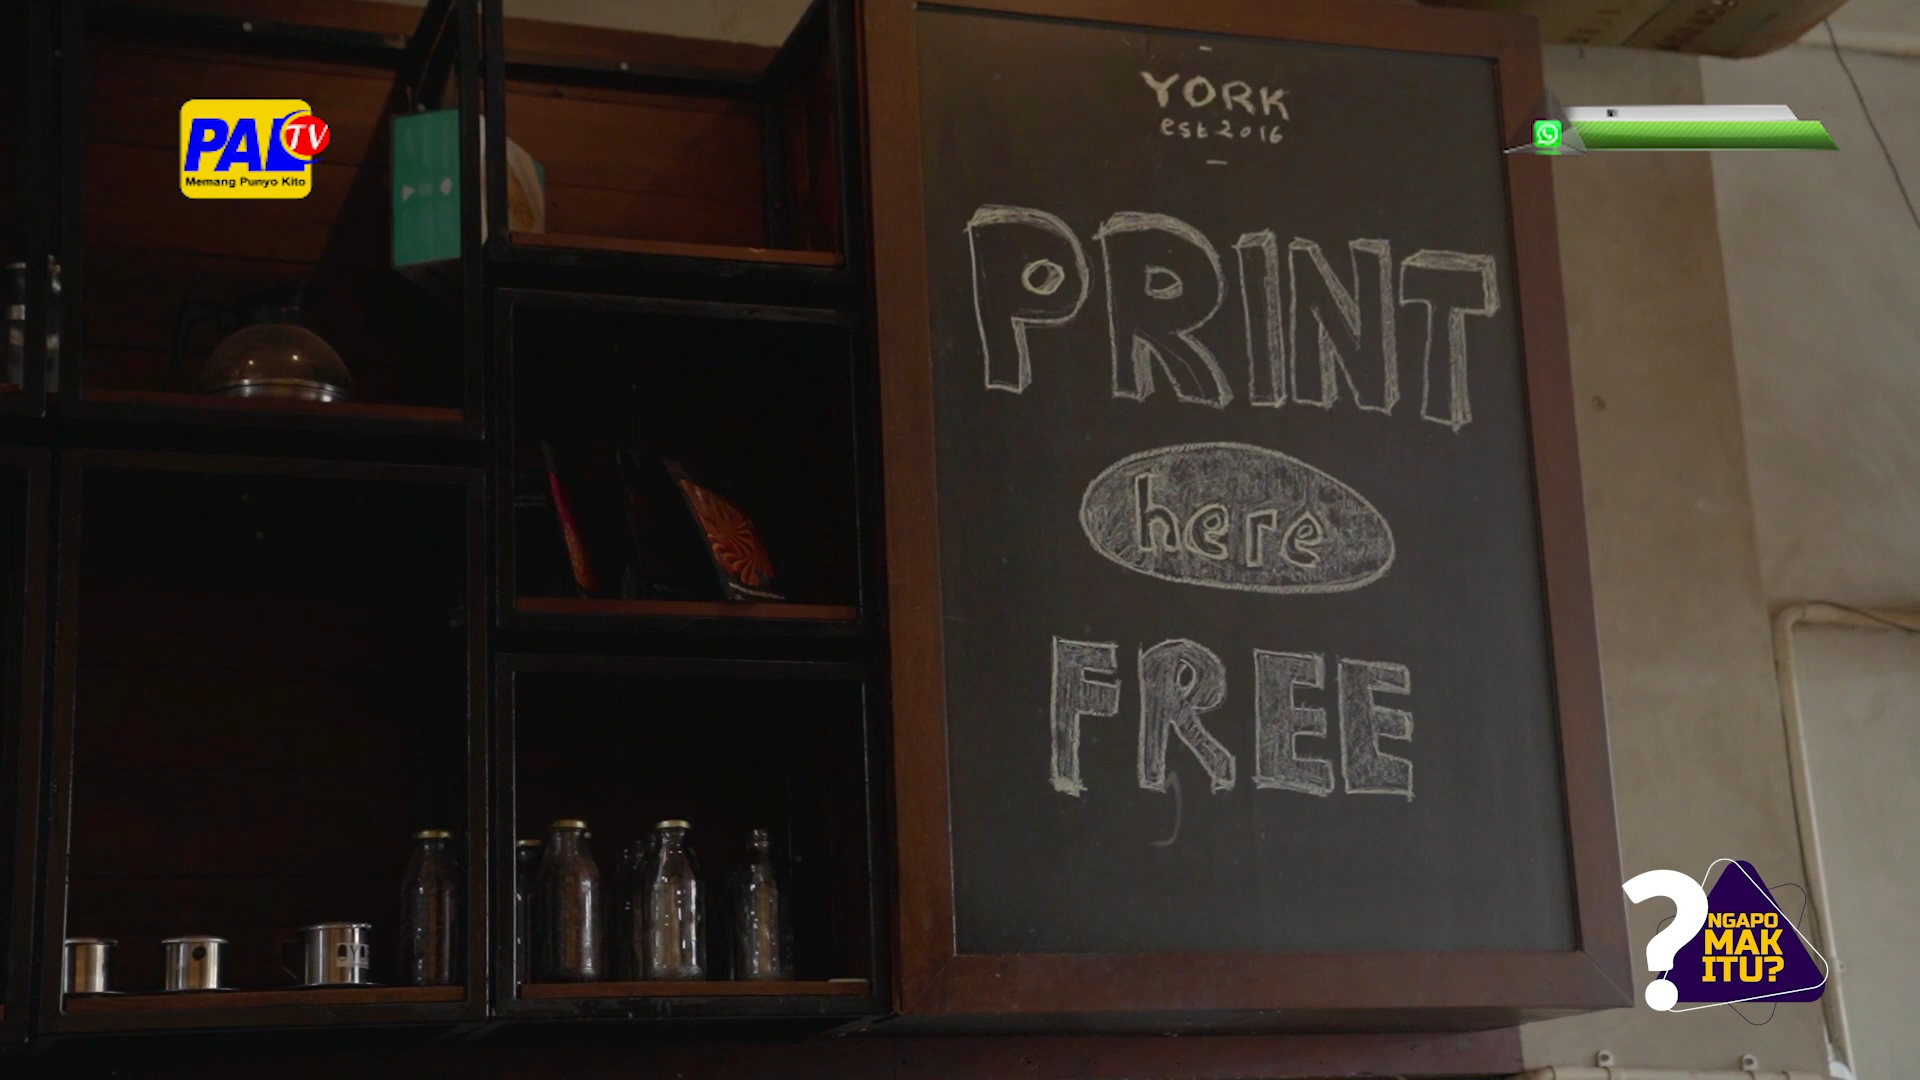 PAL TV
Memang Punyo Kito
YORK
est 2016
PRINT
here
FREE
NGAPO
MAK
ITU?